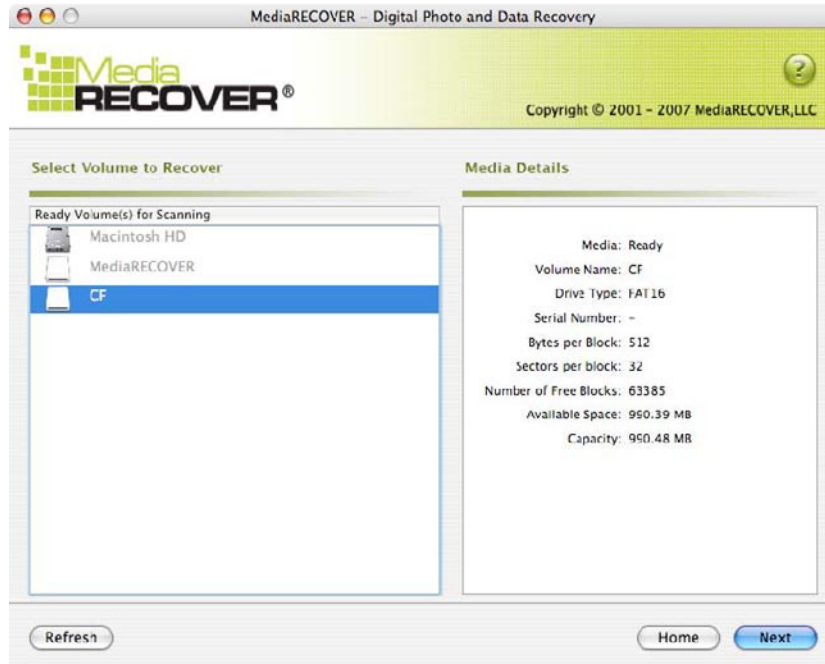 MediaRECOVER – Digital Photo and Data Recovery
Media
RECOVER®
?
Copyright © 2001 – 2007 MediaRECOVER,LLC
Select Volume to Recover
Media Details
Ready Volume(s) for Scanning
Macintosh HD
MediaRECOVER
CF
Media: Ready
Volume Name: CF
Drive Type: FAT16
Serial Number: –
Bytes per Block: 512
Sectors per block: 32
Number of Free Blocks: 63385
Available Space: 990.39 MB
Capacity: 990.48 MB
Refresh
Home
Next